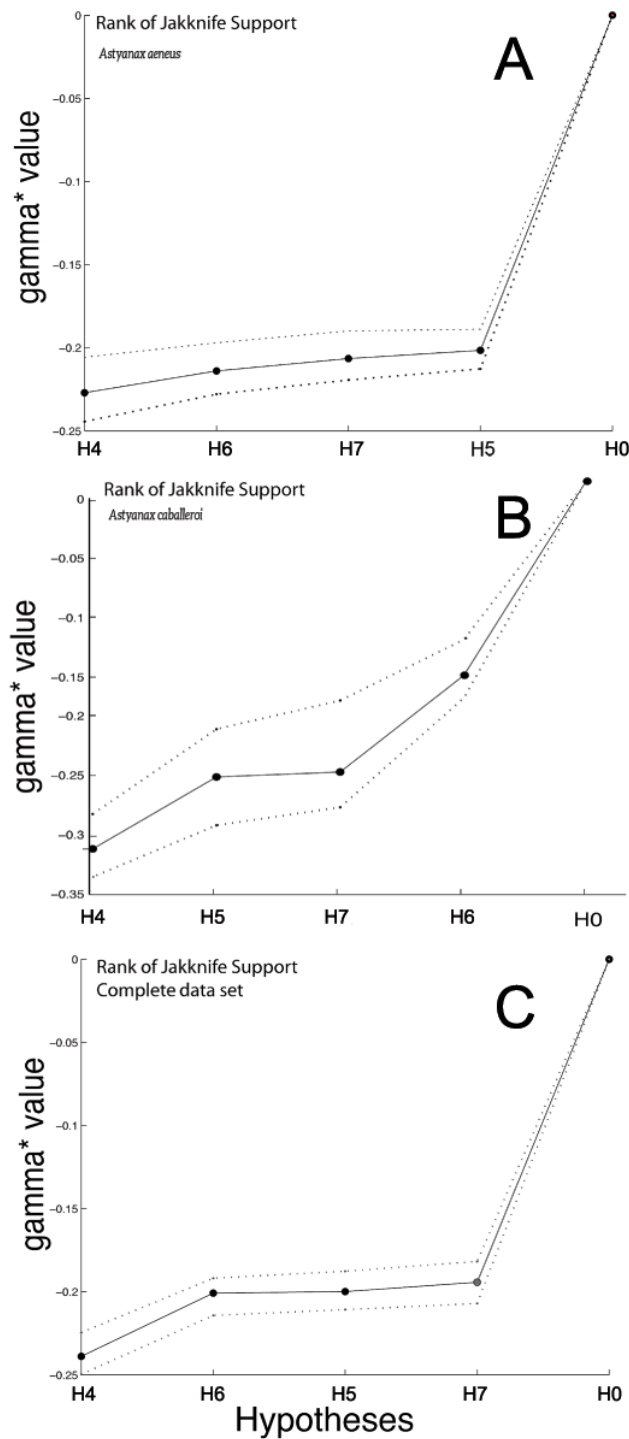 Rank of Jakknife Support
Astyanax aeneus
A
gamma* value
0
−0.05
−0.1
−0.15
−0.2
−0.25
H4 H6 H7 H5 H0
Rank of Jakknife Support
Astyanax caballeroi
B
gamma* value
0
−0.05
−0.1
−0.15
−0.2
−0.25
−0.3
−0.35
H4 H5 H7 H6 H0
Rank of Jakknife Support
Complete data set
C
gamma* value
0
−0.05
−0.1
−0.15
−0.2
−0.25
H4 H6 H5 H7 H0
Hypotheses